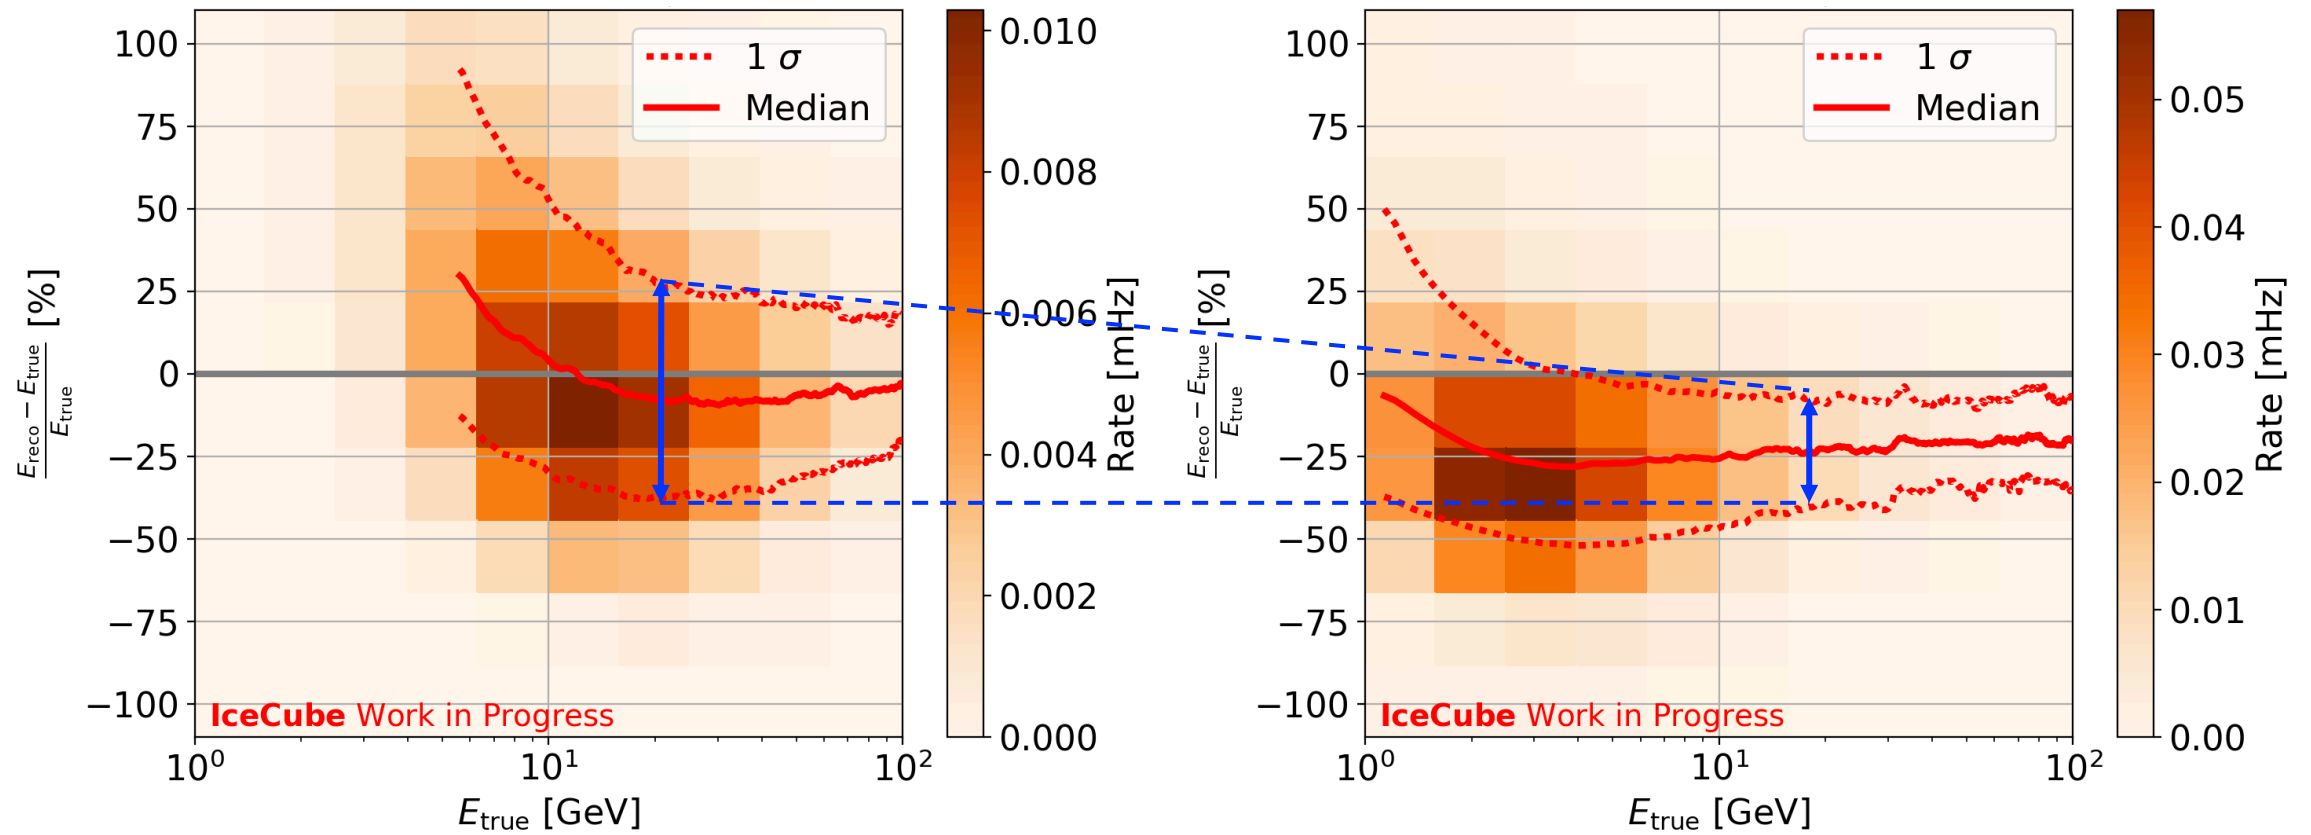 100
75
50
25
0
−25
−50
−75
−100
E_reco − E_true
E_true
[%]
1 σ
Median
IceCube Work in Progress
10⁰
10¹
10²
E_true [GeV]
0.010
0.008
0.006
0.004
0.002
0.000
Rate [mHz]
100
75
50
25
0
−25
−50
−75
−100
E_reco − E_true
E_true
[%]
1 σ
Median
IceCube Work in Progress
10⁰
10¹
10²
E_true [GeV]
0.05
0.04
0.03
0.02
0.01
0.00
Rate [mHz]